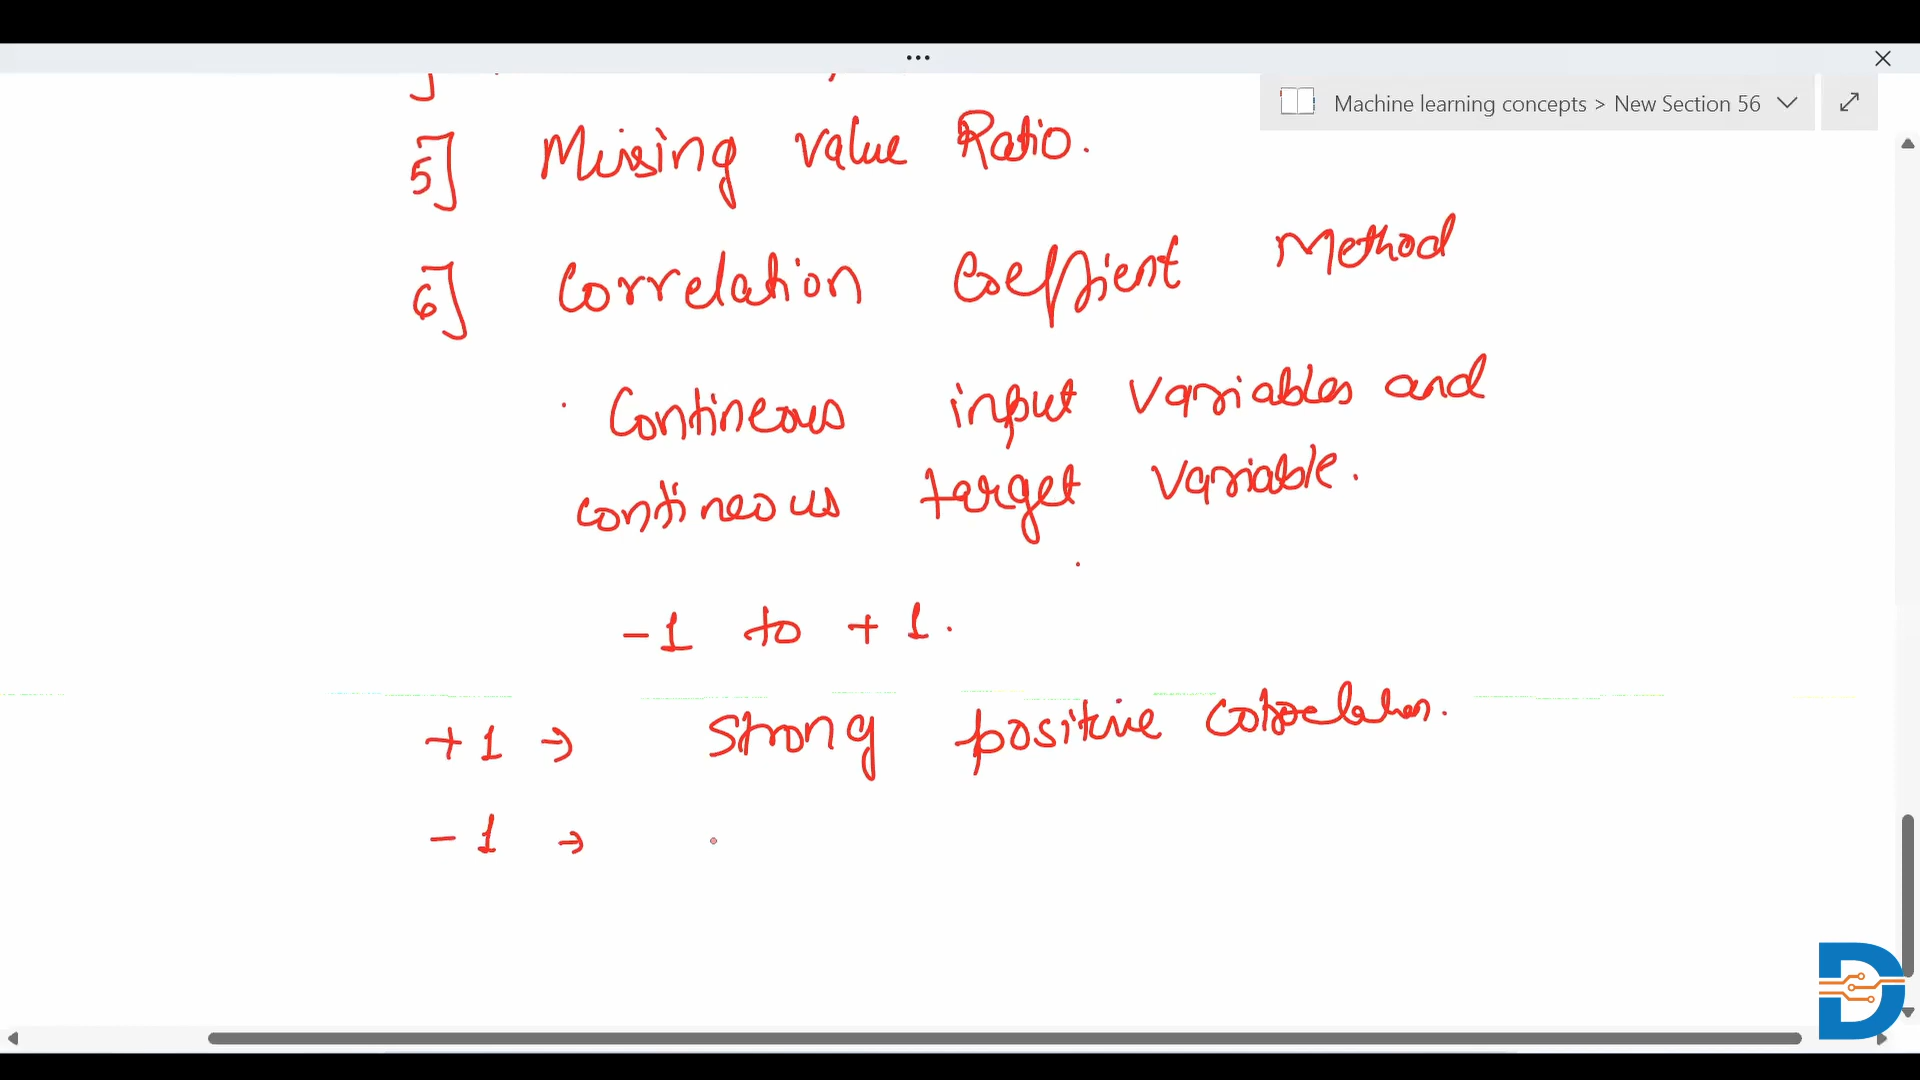 Machine learning concepts > New Section 56
5] Missing value Ratio.
6] Correlation Coeffient Method
. Contineous input variables and
contineous target variable.
-1 to +1.
+1 → Strong positive correlation.
-1 →